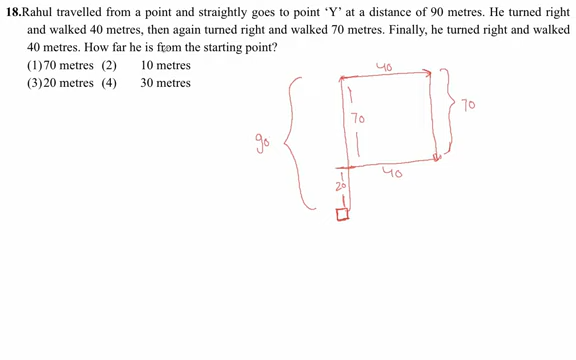 18.Rahul travelled from a point and straightly goes to point ‘Y’ at a distance of 90 metres. He turned right
and walked 40 metres, then again turned right and walked 70 metres. Finally, he turned right and walked
40 metres. How far he is from the starting point?
(1)70 metres (2) 10 metres
(3)20 metres (4) 30 metres
40
70
70
90
40
20